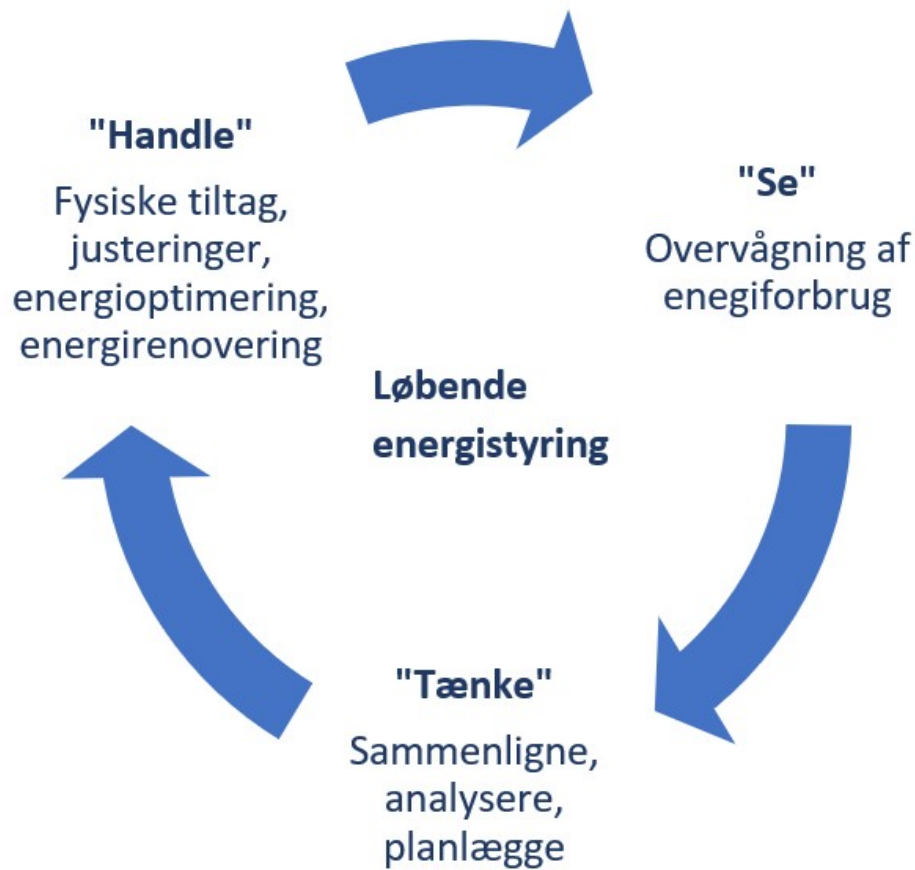 "Handle"
Fysiske tiltag,
justeringer,
energioptimering,
energirenovering
"Se"
Overvågning af
enegiforbrug
Løbende
energistyring
"Tænke"
Sammenligne,
analysere,
planlægge